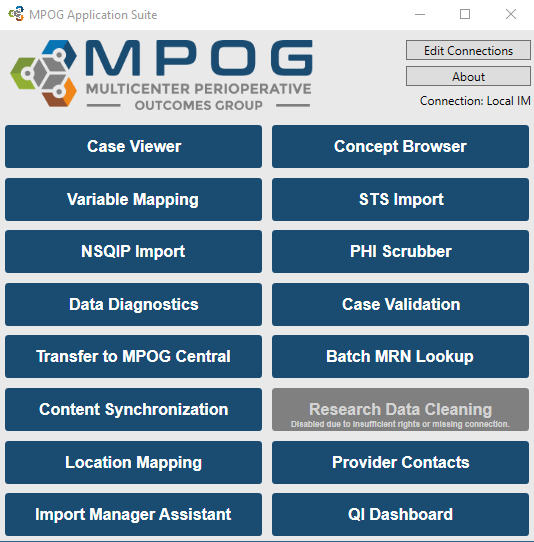 MPOG Application Suite
MPOG
MULTICENTER PERIOPERATIVE
OUTCOMES GROUP
Edit Connections
About
Connection: Local IM
Case Viewer
Concept Browser
Variable Mapping
STS Import
NSQIP Import
PHI Scrubber
Data Diagnostics
Case Validation
Transfer to MPOG Central
Batch MRN Lookup
Content Synchronization
Research Data Cleaning
Disabled due to insufficient rights or missing connection.
Location Mapping
Provider Contacts
Import Manager Assistant
QI Dashboard